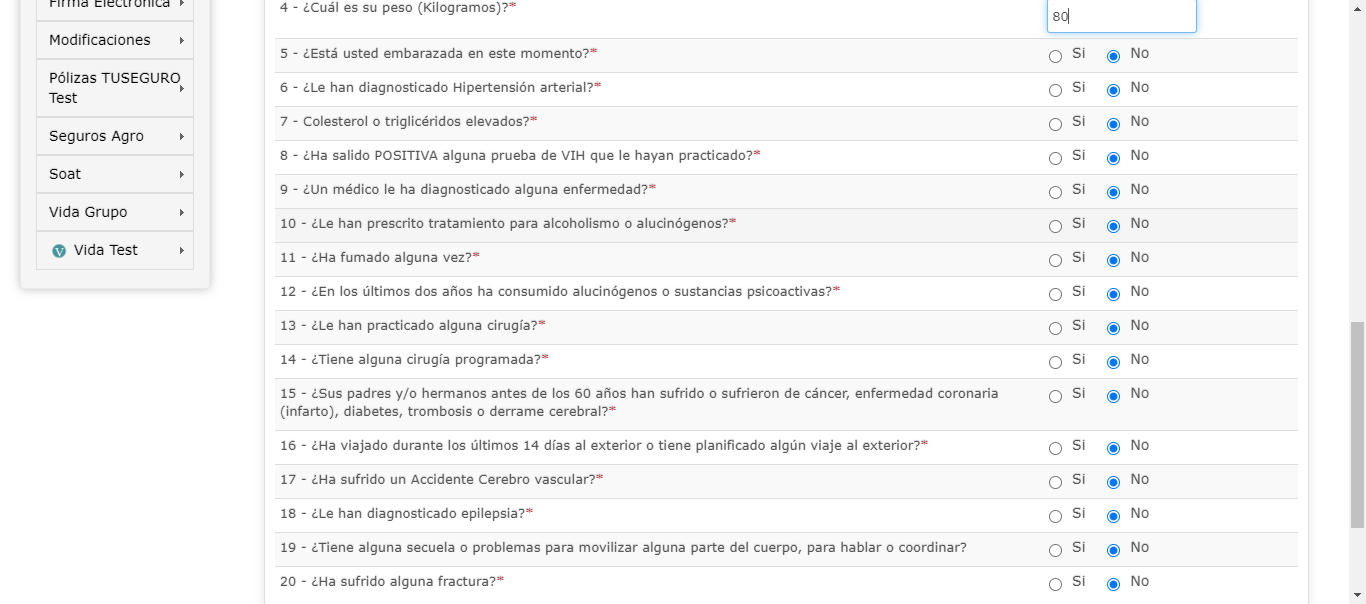 Firma Electrónica
Modificaciones
Pólizas TUSEGURO
Test
Seguros Agro
Soat
Vida Grupo
V Vida Test
4 - ¿Cuál es su peso (Kilogramos)?*
80
5 - ¿Está usted embarazada en este momento?* Si No
6 - ¿Le han diagnosticado Hipertensión arterial?* Si No
7 - Colesterol o triglicéridos elevados?* Si No
8 - ¿Ha salido POSITIVA alguna prueba de VIH que le hayan practicado?* Si No
9 - ¿Un médico le ha diagnosticado alguna enfermedad?* Si No
10 - ¿Le han prescrito tratamiento para alcoholismo o alucinógenos?* Si No
11 - ¿Ha fumado alguna vez?* Si No
12 - ¿En los últimos dos años ha consumido alucinógenos o sustancias psicoactivas?* Si No
13 - ¿Le han practicado alguna cirugía?* Si No
14 - ¿Tiene alguna cirugía programada?* Si No
15 - ¿Sus padres y/o hermanos antes de los 60 años han sufrido o sufrieron de cáncer, enfermedad coronaria Si No
(infarto), diabetes, trombosis o derrame cerebral?*
16 - ¿Ha viajado durante los últimos 14 días al exterior o tiene planificado algún viaje al exterior?* Si No
17 - ¿Ha sufrido un Accidente Cerebro vascular?* Si No
18 - ¿Le han diagnosticado epilepsia?* Si No
19 - ¿Tiene alguna secuela o problemas para movilizar alguna parte del cuerpo, para hablar o coordinar? Si No
20 - ¿Ha sufrido alguna fractura?* Si No